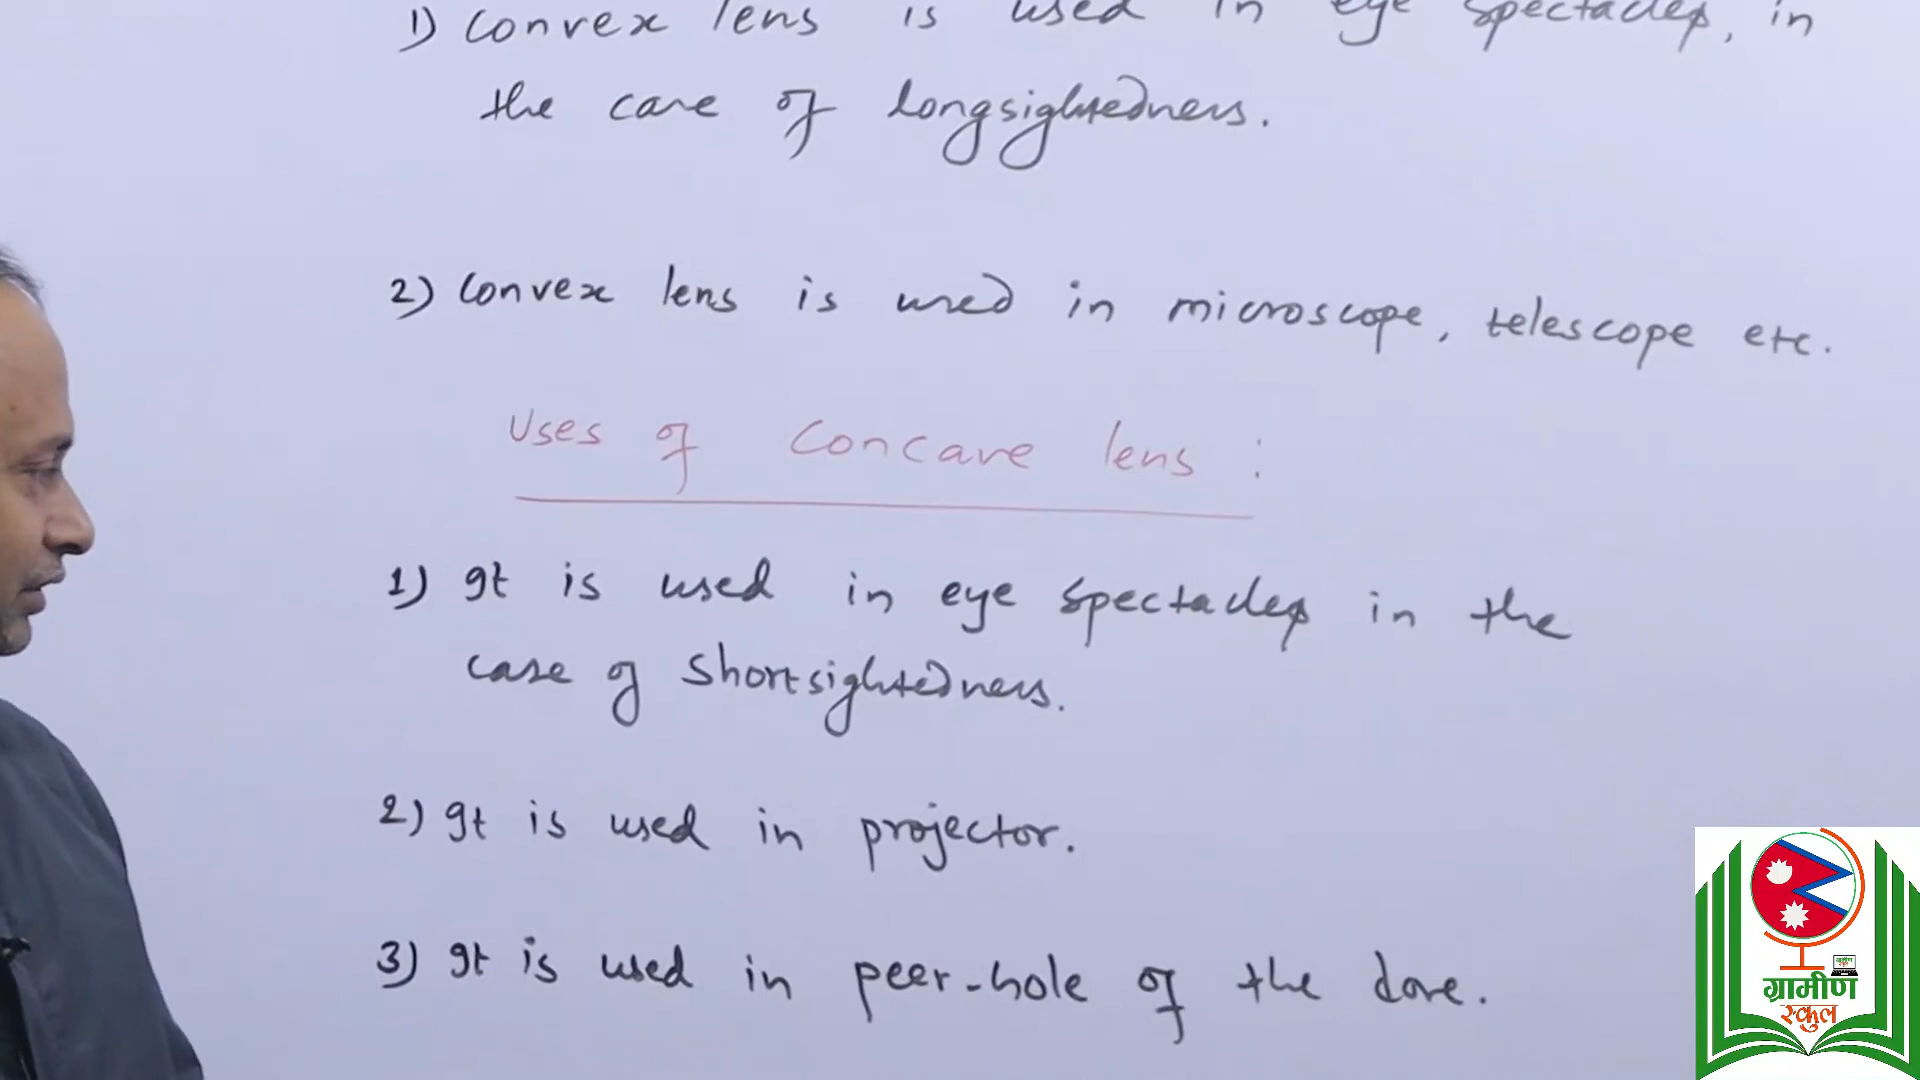 1) Convex lens is used in eye spectacles, in
the case of longsightedness.
2) Convex lens is used in microscope, telescope etc.
Uses of Concave lens :
1) It is used in eye spectacles in the
case of Shortsightedness.
2) It is used in projector.
3) It is used in peer-hole of the dore.
ग्रामीण
स्कुल